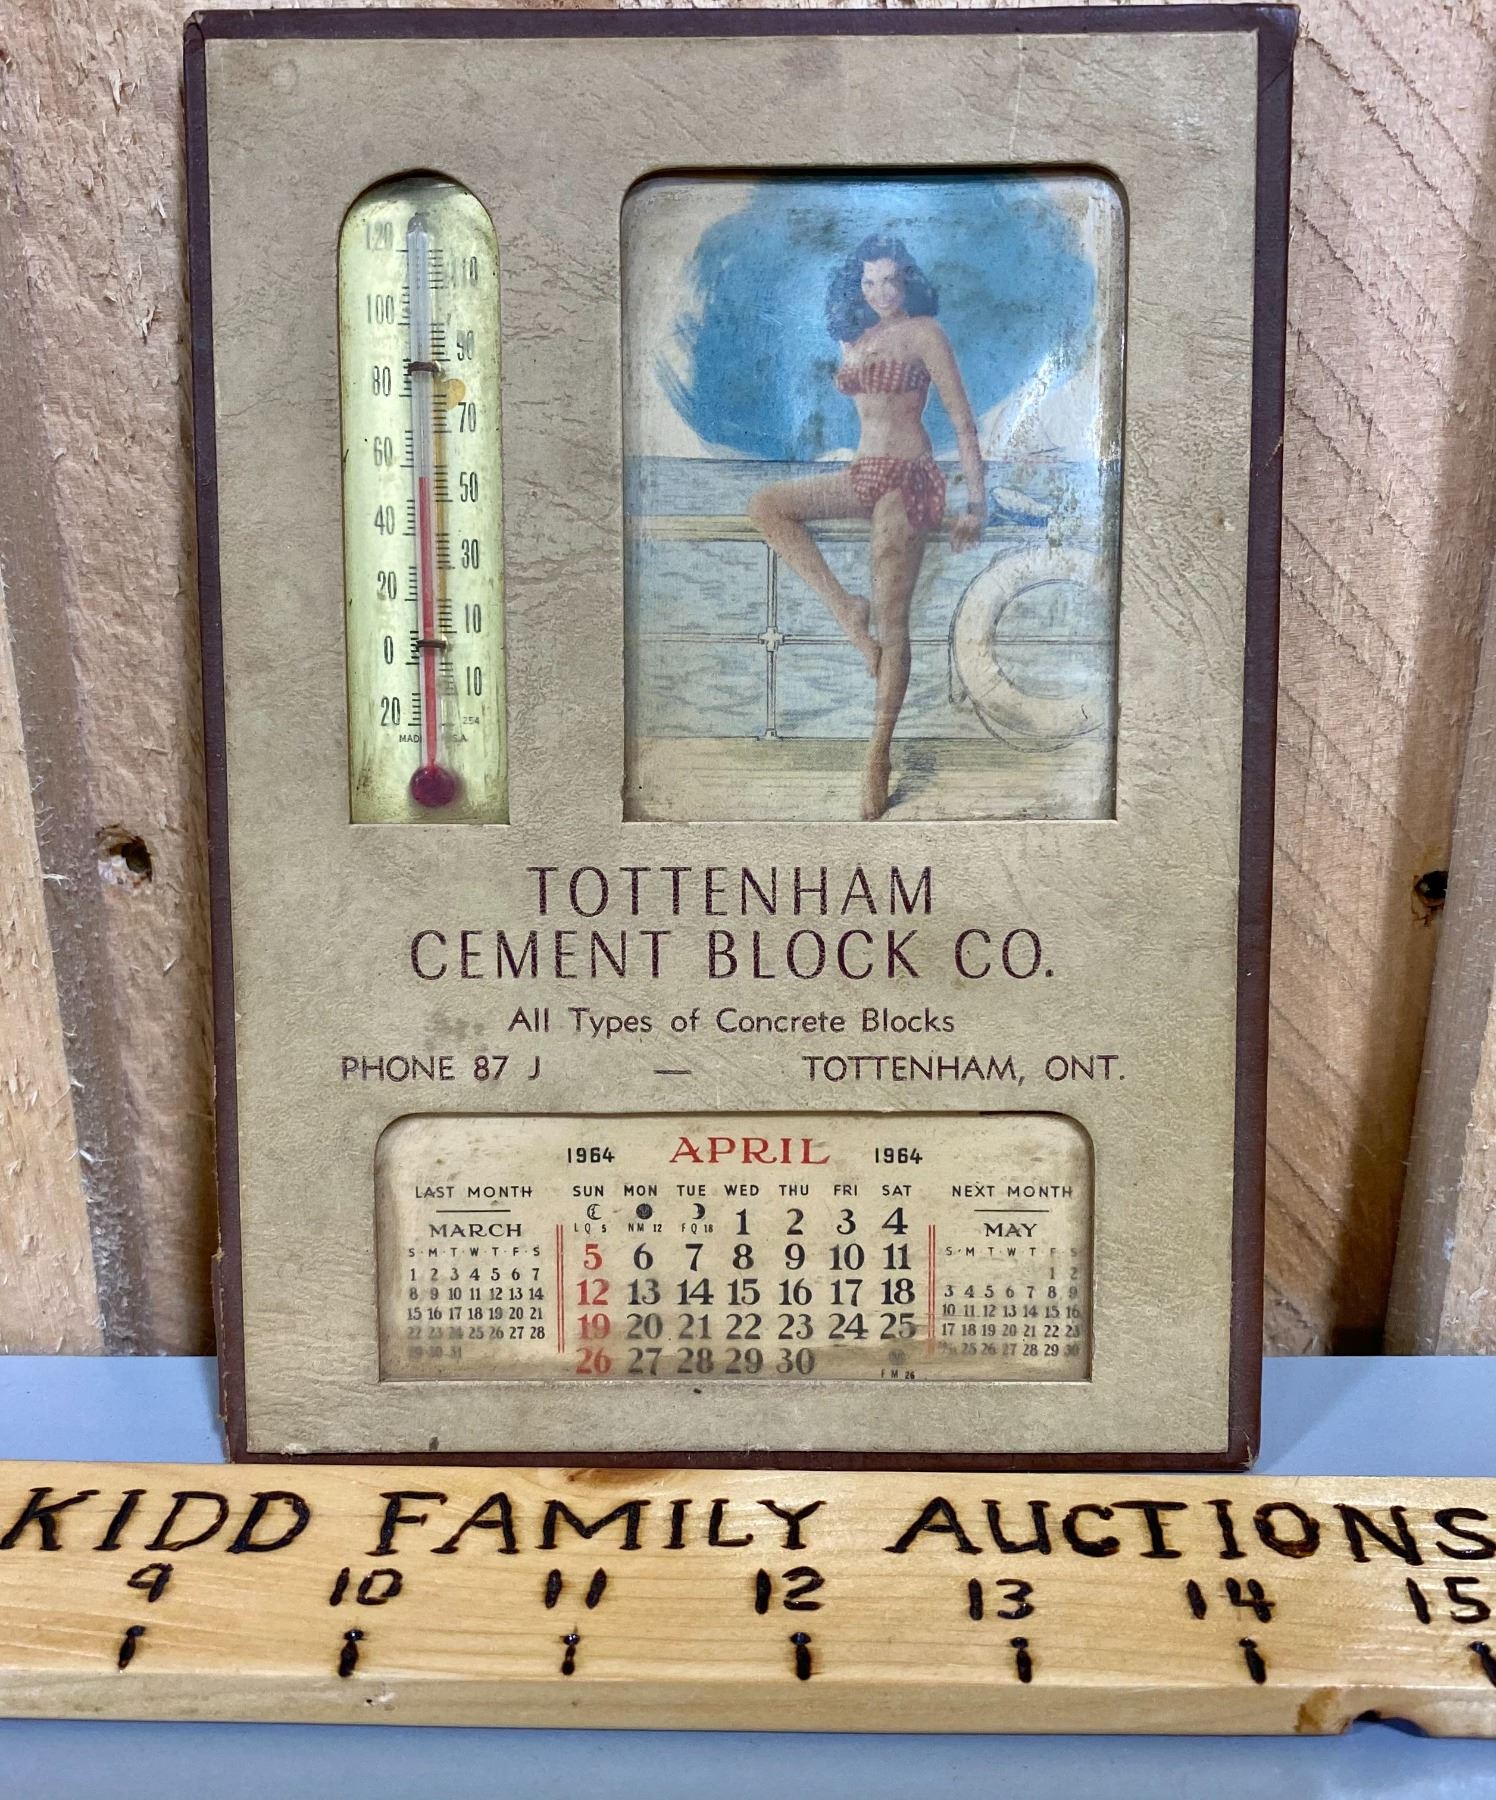 120
110
100
90
80
70
60
50
40
30
20
10
0
10
20
254
TOTTENHAM
CEMENT BLOCK CO.
All Types of Concrete Blocks
PHONE 87 J — TOTTENHAM, ONT.
1964 APRIL 1964
LAST MONTH
MARCH
S·M·T·W·T·F·S
1 2 3 4 5 6 7
8 9 10 11 12 13 14
15 16 17 18 19 20 21
22 23 24 25 26 27 28
29 30 31
SUN MON TUE WED THU FRI SAT
LQ 5 NM 12 FQ 18 1 2 3 4
5 6 7 8 9 10 11
12 13 14 15 16 17 18
19 20 21 22 23 24 25
26 27 28 29 30 FM 26
NEXT MONTH
MAY
S·M·T·W·T·F·S
1 2
3 4 5 6 7 8 9
10 11 12 13 14 15 16
17 18 19 20 21 22 23
25 26 27 28 29 30
KIDD FAMILY AUCTIONS
9 10 11 12 13 14 15